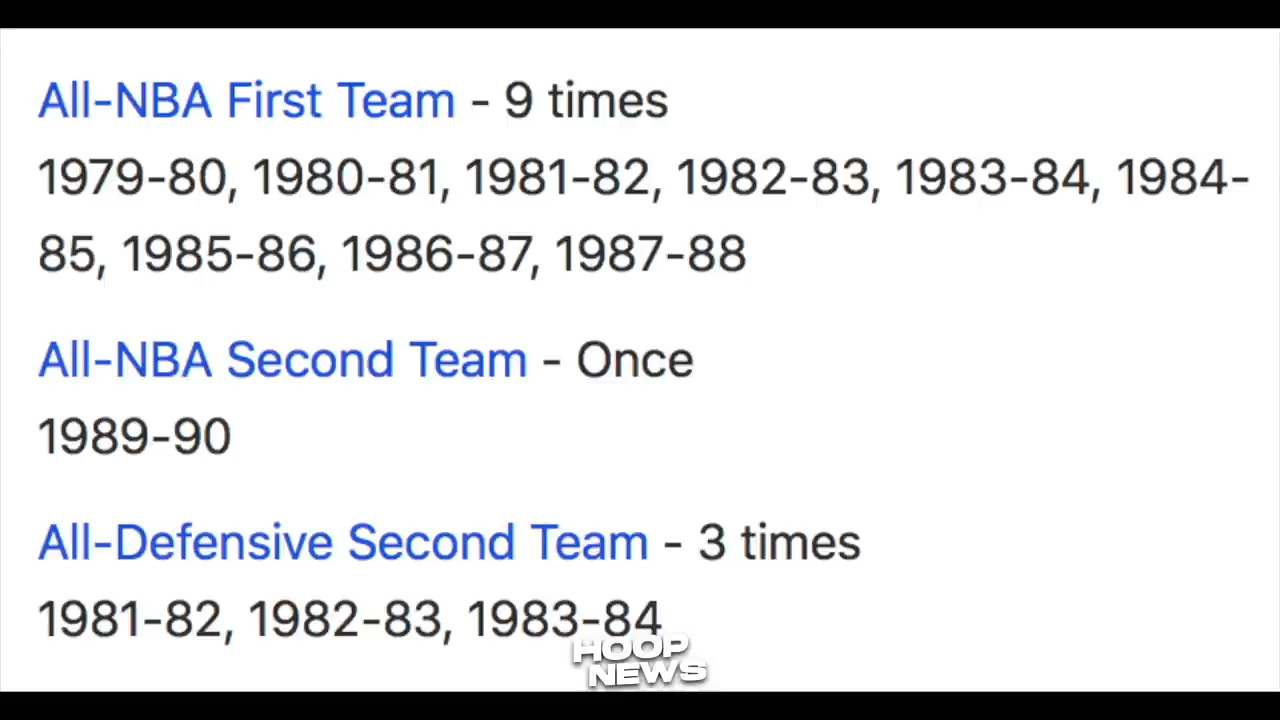 All-NBA First Team - 9 times
1979-80, 1980-81, 1981-82, 1982-83, 1983-84, 1984-
85, 1985-86, 1986-87, 1987-88
All-NBA Second Team - Once
1989-90
All-Defensive Second Team - 3 times
1981-82, 1982-83, 1983-84
HOOP
NEWS